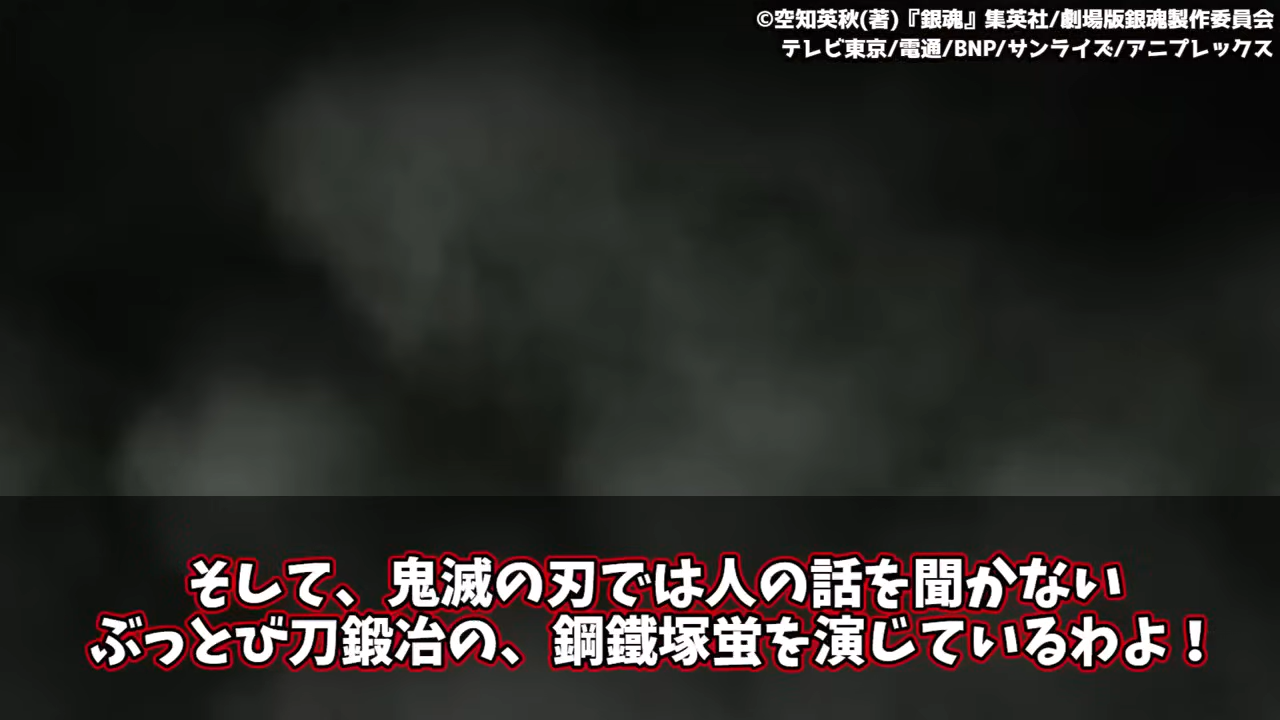 ©空知英秋(著)『銀魂』集英社/劇場版銀魂製作委員会
テレビ東京/電通/BNP/サンライズ/アニプレックス
そして、鬼滅の刃では人の話を聞かない
ぶっとび刀鍛冶の、鋼鐵塚蛍を演じているわよ！